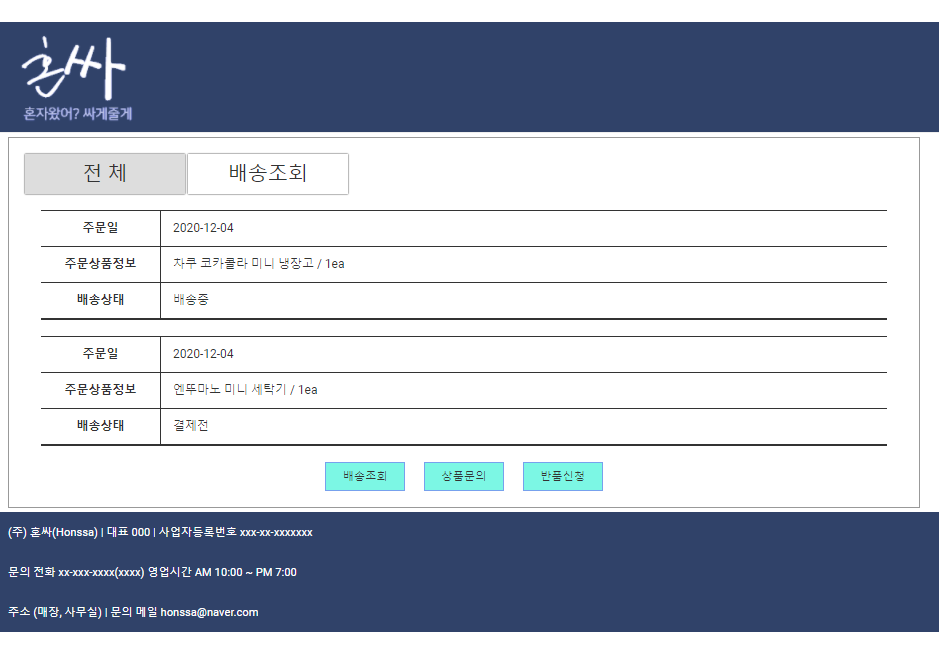 혼싸
혼자왔어? 싸게줄게
전 체 배송조회
주문일 2020-12-04
주문상품정보 차쿠 코카콜라 미니 냉장고 / 1ea
배송상태 배송중
주문일 2020-12-04
주문상품정보 엔뚜마노 미니 세탁기 / 1ea
배송상태 결제전
배송조회 상품문의 반품신청
(주) 혼싸(Honssa) | 대표 000 | 사업자등록번호 xxx-xx-xxxxxxx
문의 전화 xx-xxx-xxxx(xxxx) 영업시간 AM 10:00 ~ PM 7:00
주소 (매장, 사무실) | 문의 메일 honssa@naver.com